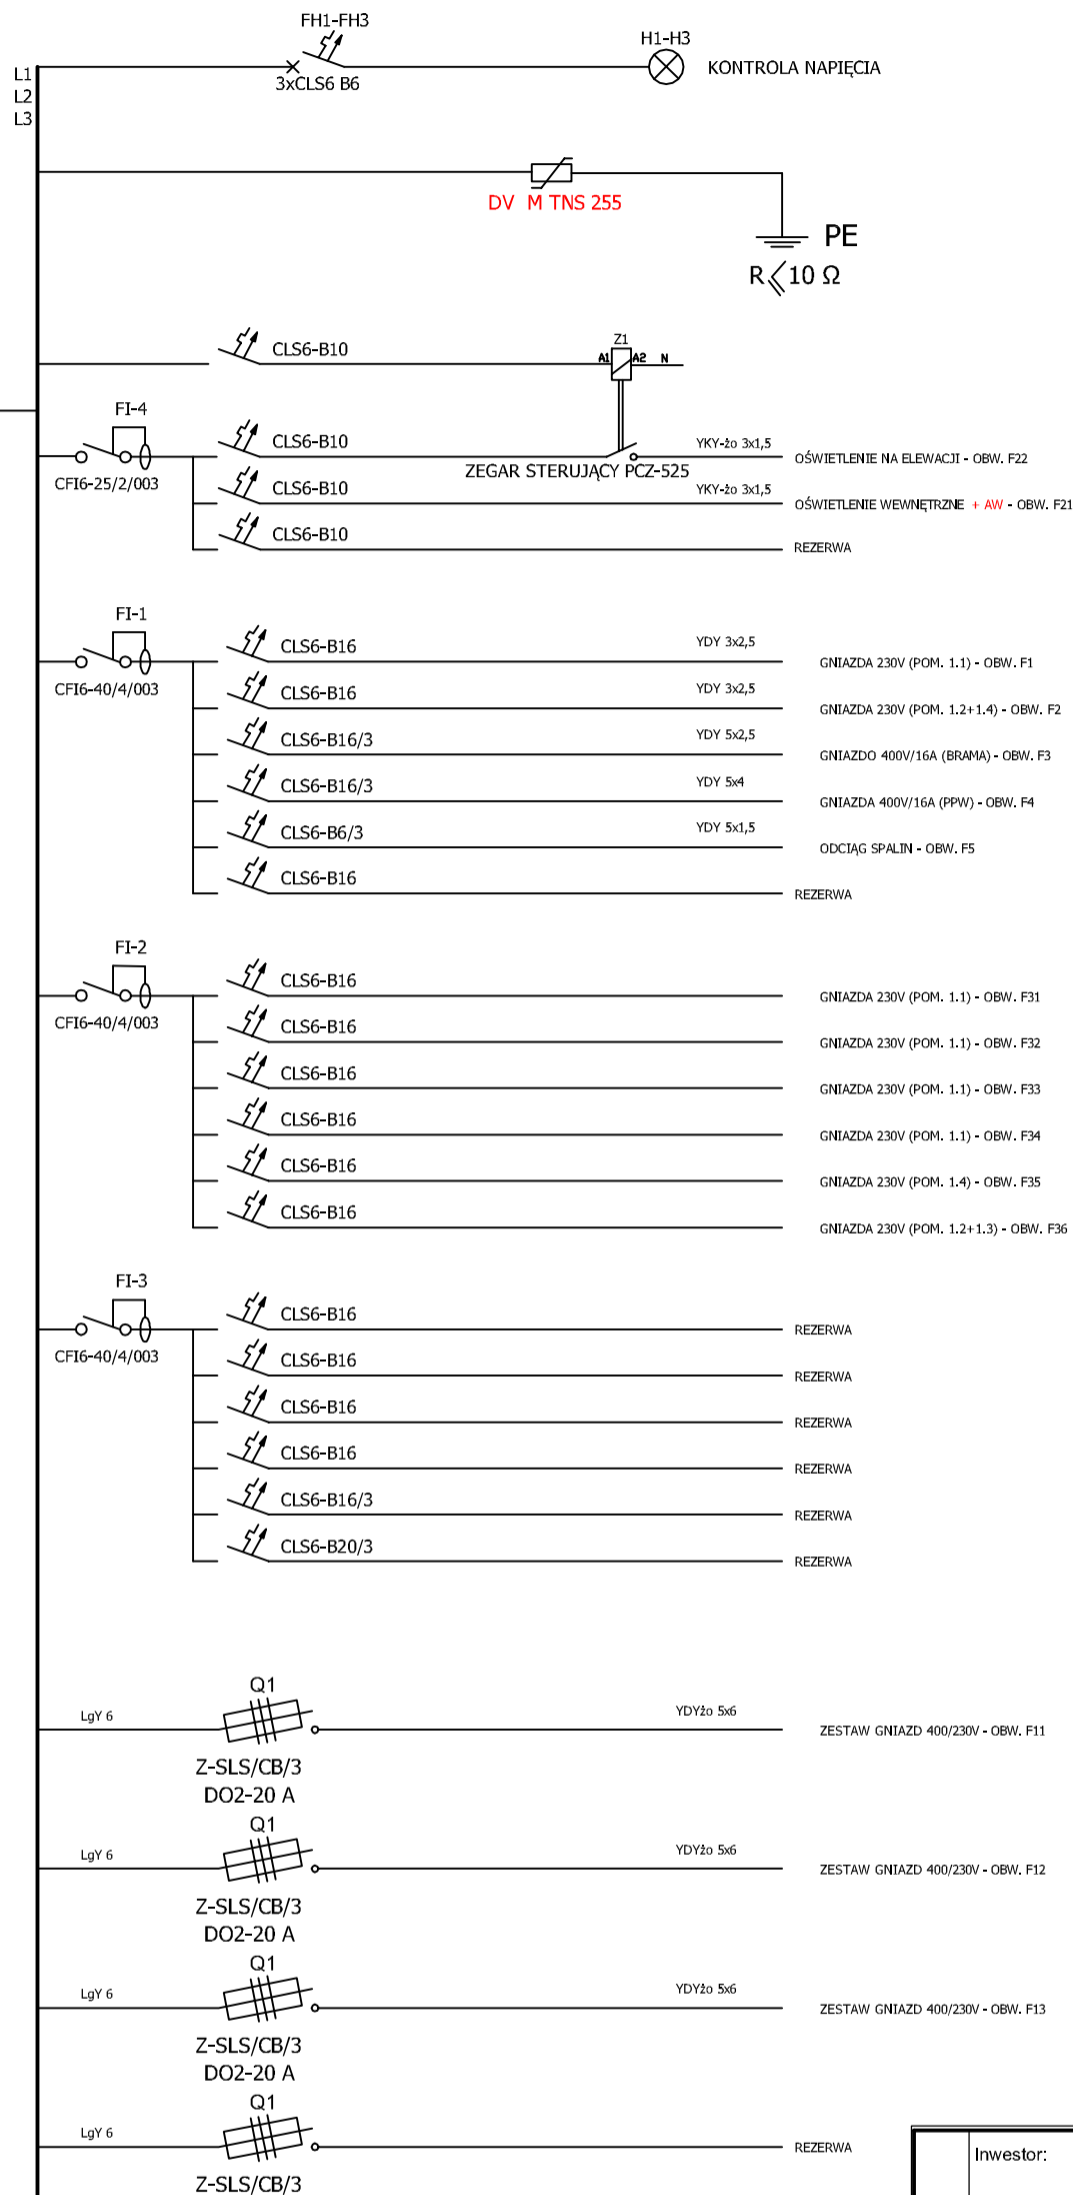 FH1-FH3
H1-H3
L1
KONTROLA NAPIĘCIA
3xCLS6 B6
L2
L3
DV M TNS 255
PE
R⩽10 Ω
Z1
CLS6-B10
A1 A2 N
FI-4
CLS6-B10
YKY-żo 3x1,5
OŚWIETLENIE NA ELEWACJI - OBW. F22
ZEGAR STERUJĄCY PCZ-525
CFI6-25/2/003
CLS6-B10
YKY-żo 3x1,5
OŚWIETLENIE WEWNĘTRZNE + AW - OBW. F21
CLS6-B10
REZERWA
FI-1
CLS6-B16
YDY 3x2,5
GNIAZDA 230V (POM. 1.1) - OBW. F1
CFI6-40/4/003
CLS6-B16
YDY 3x2,5
GNIAZDA 230V (POM. 1.2+1.4) - OBW. F2
CLS6-B16/3
YDY 5x2,5
GNIAZDO 400V/16A (BRAMA) - OBW. F3
CLS6-B16/3
YDY 5x4
GNIAZDA 400V/16A (PPW) - OBW. F4
CLS6-B6/3
YDY 5x1,5
ODCIĄG SPALIN - OBW. F5
CLS6-B16
REZERWA
FI-2
CLS6-B16
GNIAZDA 230V (POM. 1.1) - OBW. F31
CFI6-40/4/003
CLS6-B16
GNIAZDA 230V (POM. 1.1) - OBW. F32
CLS6-B16
GNIAZDA 230V (POM. 1.1) - OBW. F33
CLS6-B16
GNIAZDA 230V (POM. 1.1) - OBW. F34
CLS6-B16
GNIAZDA 230V (POM. 1.4) - OBW. F35
CLS6-B16
GNIAZDA 230V (POM. 1.2+1.3) - OBW. F36
FI-3
CLS6-B16
REZERWA
CFI6-40/4/003
CLS6-B16
REZERWA
CLS6-B16
REZERWA
CLS6-B16
REZERWA
CLS6-B16/3
REZERWA
CLS6-B20/3
REZERWA
Q1
LgY 6
YDYżo 5x6
ZESTAW GNIAZD 400/230V - OBW. F11
Z-SLS/CB/3
DO2-20 A
Q1
LgY 6
YDYżo 5x6
ZESTAW GNIAZD 400/230V - OBW. F12
Z-SLS/CB/3
DO2-20 A
Q1
LgY 6
YDYżo 5x6
ZESTAW GNIAZD 400/230V - OBW. F13
Z-SLS/CB/3
DO2-20 A
Q1
LgY 6
REZERWA
Z-SLS/CB/3
Inwestor: